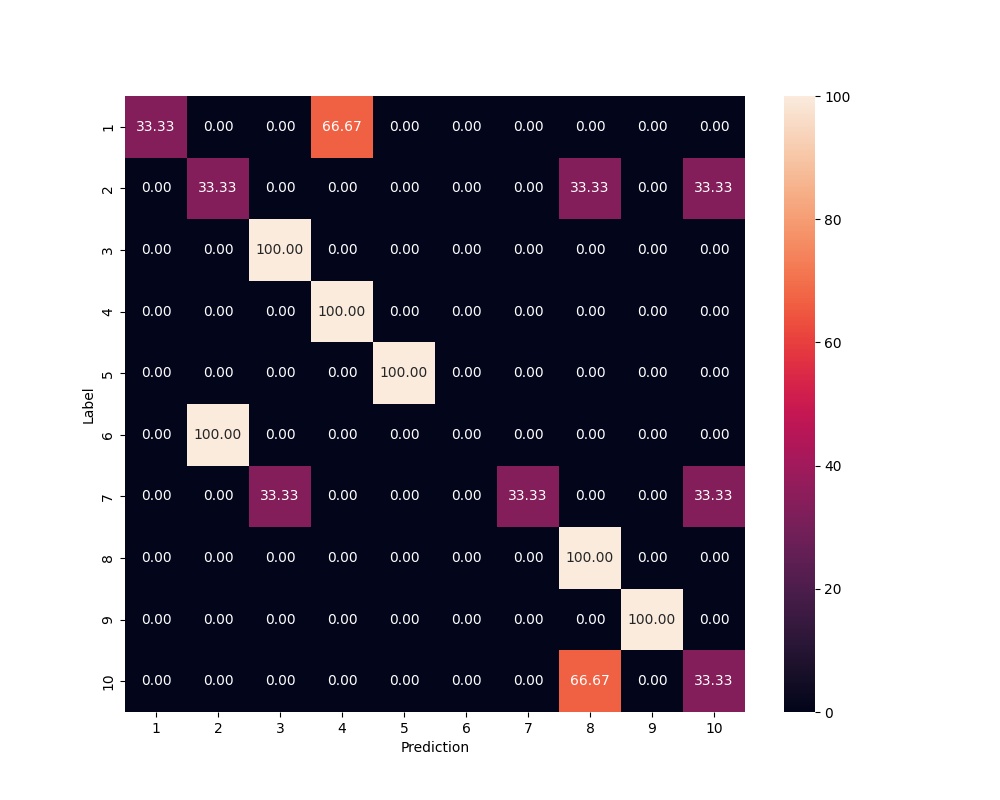 1 33.33 0.00 0.00 66.67 0.00 0.00 0.00 0.00 0.00 0.00
2 0.00 33.33 0.00 0.00 0.00 0.00 0.00 33.33 0.00 33.33
3 0.00 0.00 100.00 0.00 0.00 0.00 0.00 0.00 0.00 0.00
4 0.00 0.00 0.00 100.00 0.00 0.00 0.00 0.00 0.00 0.00
5 0.00 0.00 0.00 0.00 100.00 0.00 0.00 0.00 0.00 0.00
6 0.00 100.00 0.00 0.00 0.00 0.00 0.00 0.00 0.00 0.00
7 0.00 0.00 33.33 0.00 0.00 0.00 33.33 0.00 0.00 33.33
8 0.00 0.00 0.00 0.00 0.00 0.00 0.00 100.00 0.00 0.00
9 0.00 0.00 0.00 0.00 0.00 0.00 0.00 0.00 100.00 0.00
10 0.00 0.00 0.00 0.00 0.00 0.00 0.00 66.67 0.00 33.33
1 2 3 4 5 6 7 8 9 10
Prediction
Label
100
80
60
40
20
0